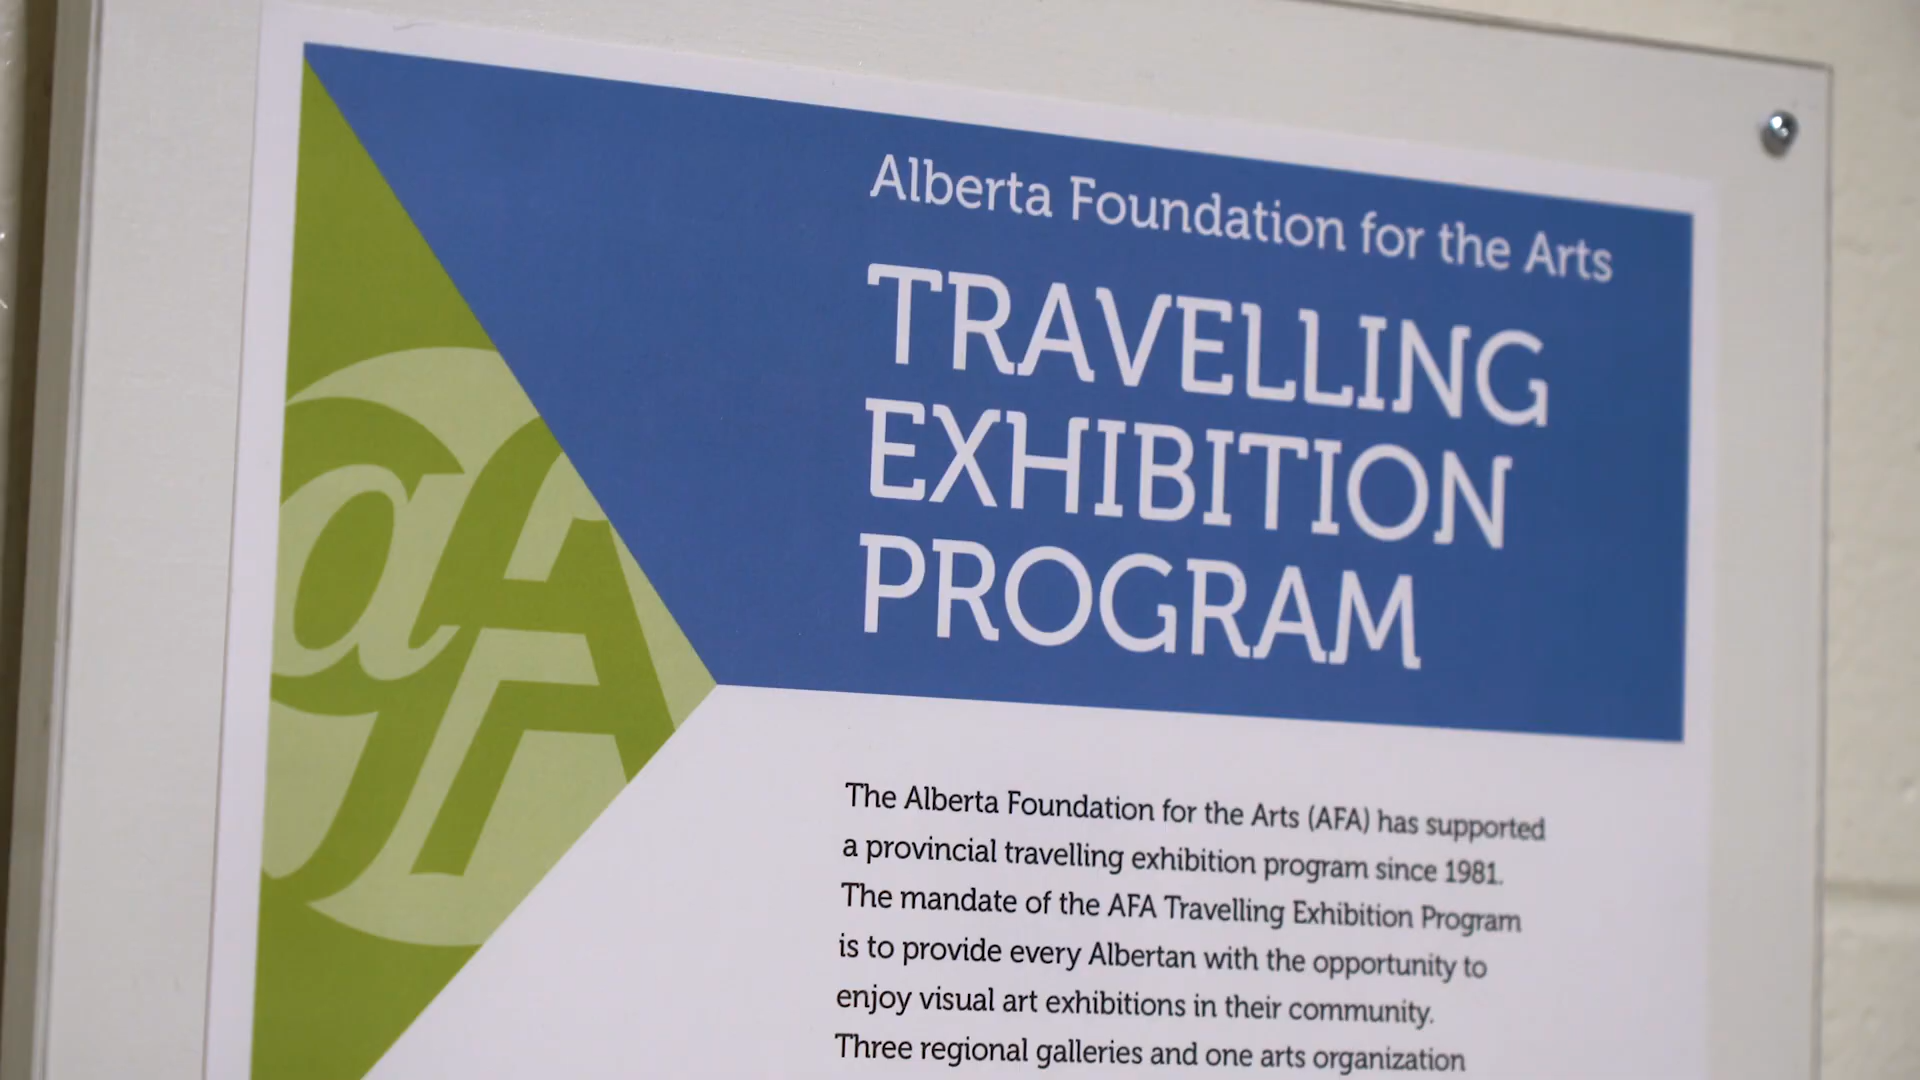 Alberta Foundation for the Arts
TRAVELLING
EXHIBITION
PROGRAM
aFA
The Alberta Foundation for the Arts (AFA) has supported
a provincial travelling exhibition program since 1981.
The mandate of the AFA Travelling Exhibition Program
is to provide every Albertan with the opportunity to
enjoy visual art exhibitions in their community.
Three regional galleries and one arts organization